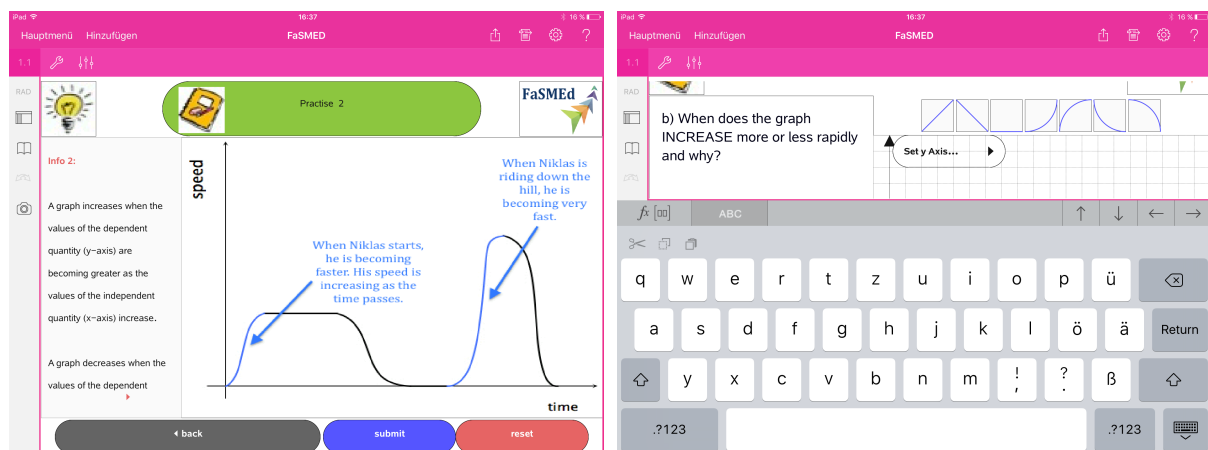 iPad
16:37
16 %
Hauptmenü Hinzufügen
FaSMED
?
1.1
RAD
Practise 2
FaSMEd
Info 2:
A graph increases when the
values of the dependent
quantity (y-axis) are
becoming greater as the
values of the independent
quantity (x-axis) increase.
A graph decreases when the
values of the dependent
speed
When Niklas starts,
he is becoming
faster. His speed is
increasing as the
time passes.
When Niklas is
riding down the
hill, he is
becoming very
fast.
time
back
submit
reset
iPad
16:37
16 %
Hauptmenü Hinzufügen
FaSMED
?
1.1
RAD
b) When does the graph
INCREASE more or less rapidly
and why?
Set y Axis...
fx
ABC
q w e r t z u i o p ü
a s d f g h j k l ö ä Return
y x c v b n m ! , ? . ß
.?123
.?123